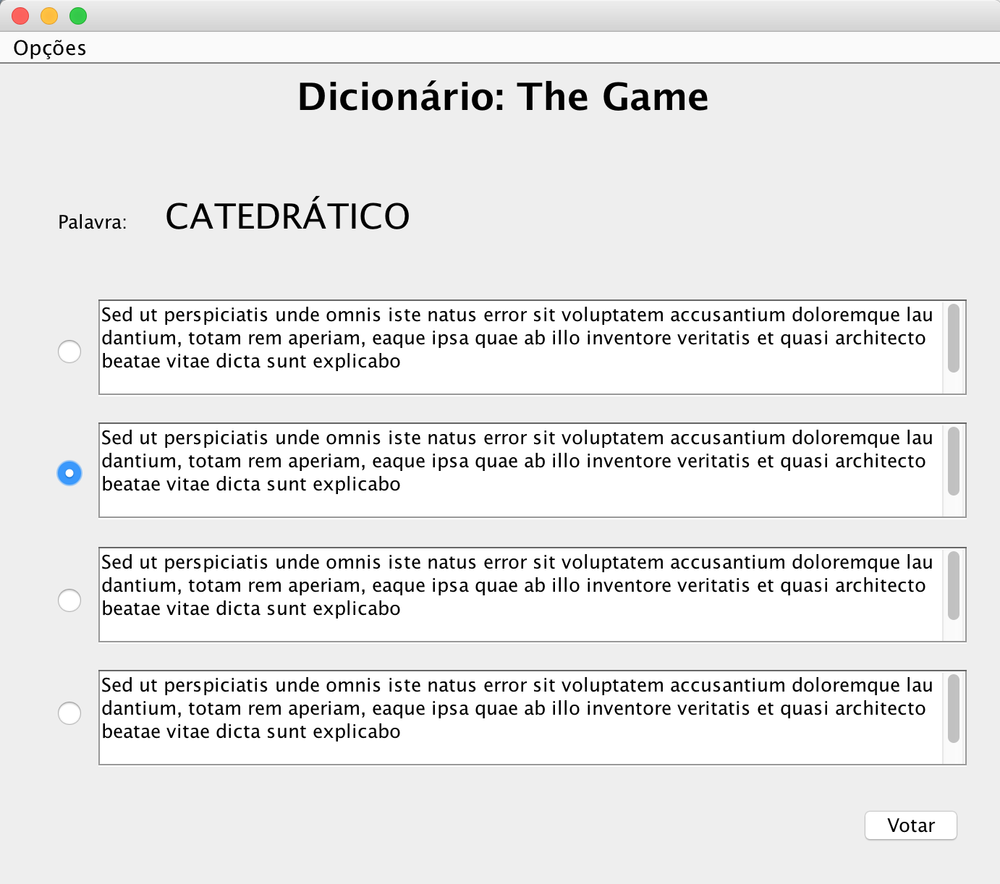 Opções
Dicionário: The Game
Palavra: CATEDRÁTICO
Sed ut perspiciatis unde omnis iste natus error sit voluptatem accusantium doloremque lau
dantium, totam rem aperiam, eaque ipsa quae ab illo inventore veritatis et quasi architecto
beatae vitae dicta sunt explicabo
Sed ut perspiciatis unde omnis iste natus error sit voluptatem accusantium doloremque lau
dantium, totam rem aperiam, eaque ipsa quae ab illo inventore veritatis et quasi architecto
beatae vitae dicta sunt explicabo
Sed ut perspiciatis unde omnis iste natus error sit voluptatem accusantium doloremque lau
dantium, totam rem aperiam, eaque ipsa quae ab illo inventore veritatis et quasi architecto
beatae vitae dicta sunt explicabo
Sed ut perspiciatis unde omnis iste natus error sit voluptatem accusantium doloremque lau
dantium, totam rem aperiam, eaque ipsa quae ab illo inventore veritatis et quasi architecto
beatae vitae dicta sunt explicabo
Votar